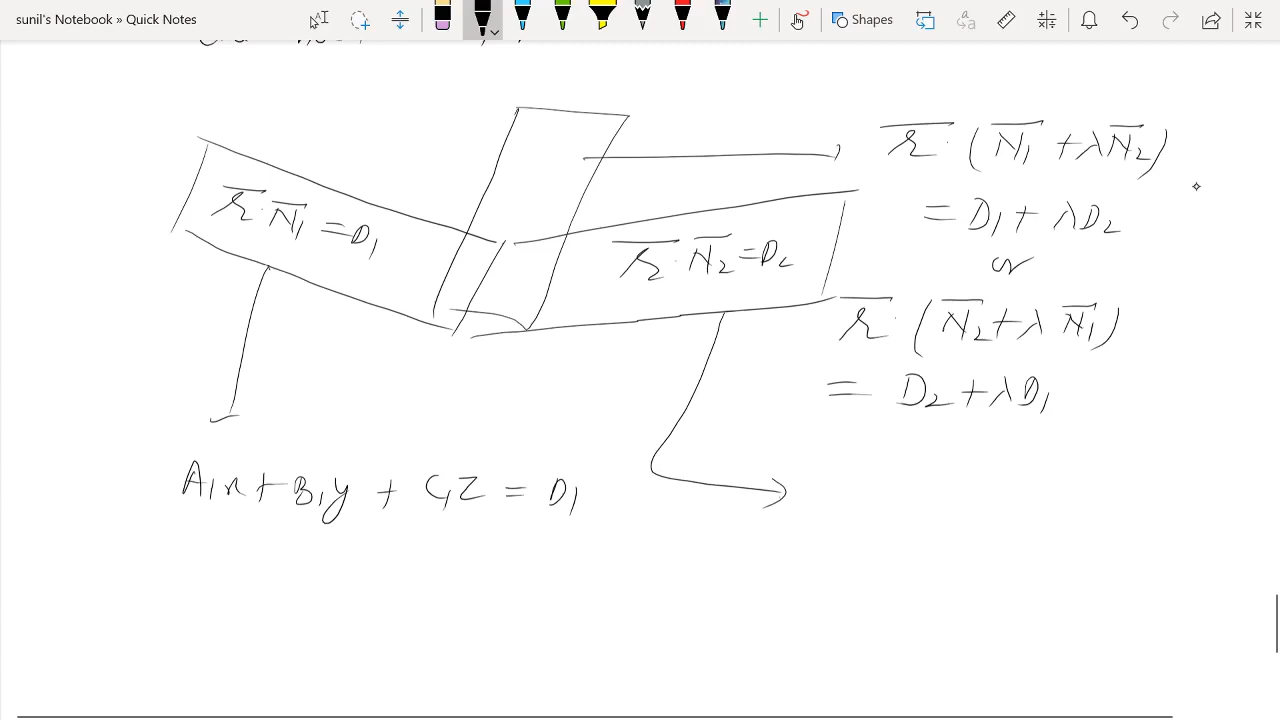 sunil's Notebook » Quick Notes
Shapes
r̄ · N̄₁ = D₁
r̄ · N̄₂ = D₂
r̄ · (N̄₁ + λN̄₂)
= D₁ + λD₂
or
r̄ · (N̄₂ + λ N̄₁)
= D₂ + λD₁
A₁x + B₁y + C₁z = D₁